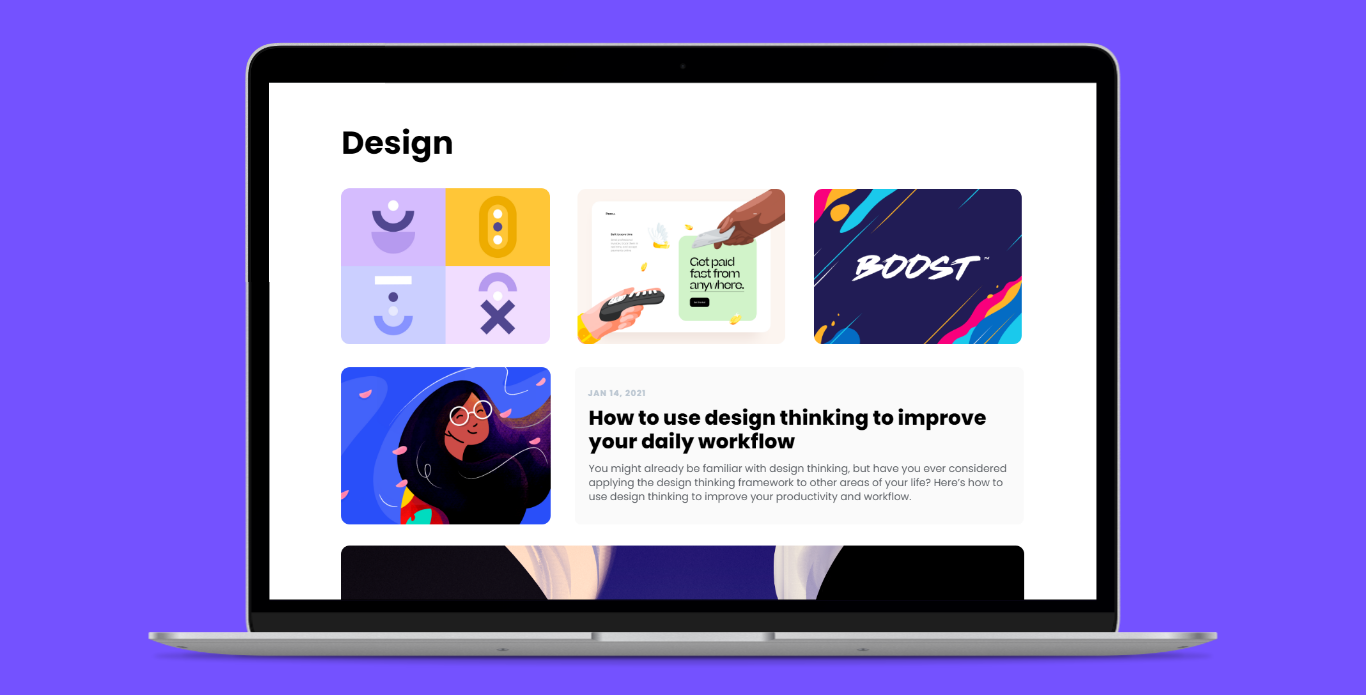 Design
Get paid
fast from
anywhere.
BOOST™
JAN 14, 2021
How to use design thinking to improve
your daily workflow
You might already be familiar with design thinking, but have you ever considered
applying the design thinking framework to other areas of your life? Here’s how to
use design thinking to improve your productivity and workflow.